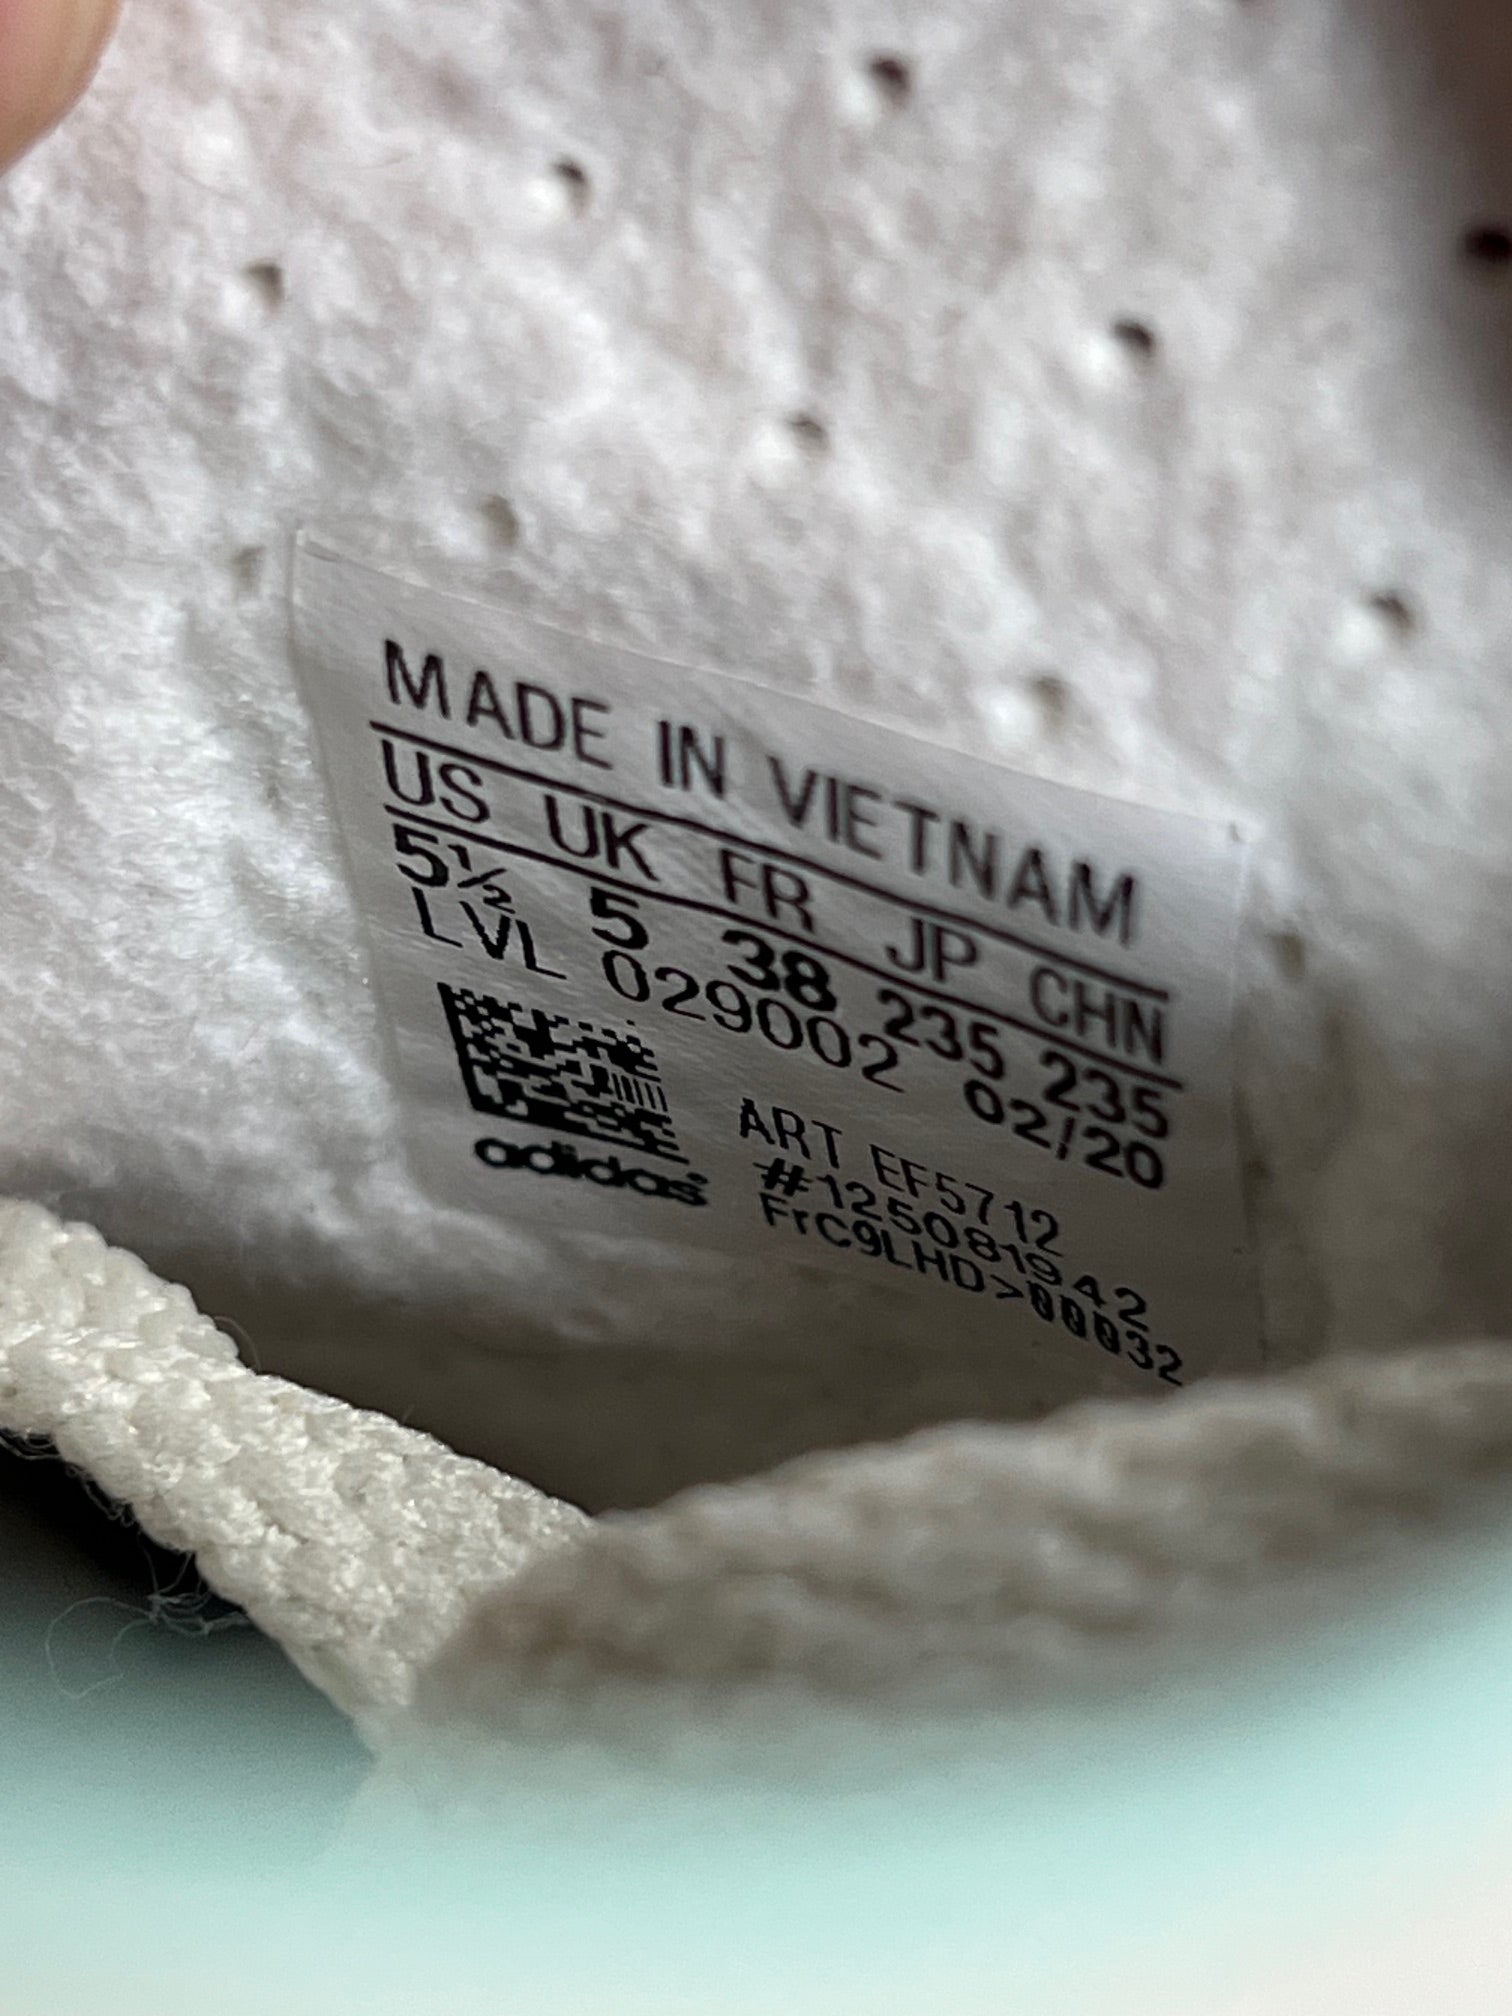 MADE IN VIETNAM
US UK FR JP CHN
5½ 5 38 235 235
LVL 029002 02/20
ART EF5712
#125081942
FrC9LHD>00032
adidas